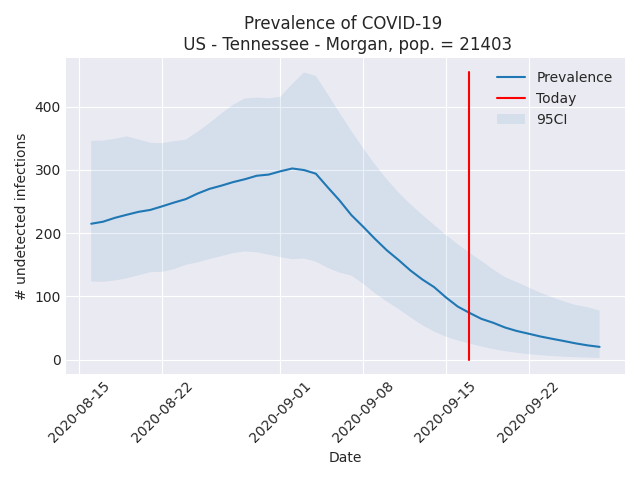 Prevalence of COVID-19
US - Tennessee - Morgan, pop. = 21403
Prevalence
Today
95CI
# undetected infections
400
300
200
100
0
2020-08-15
2020-08-22
2020-09-01
2020-09-08
2020-09-15
2020-09-22
Date